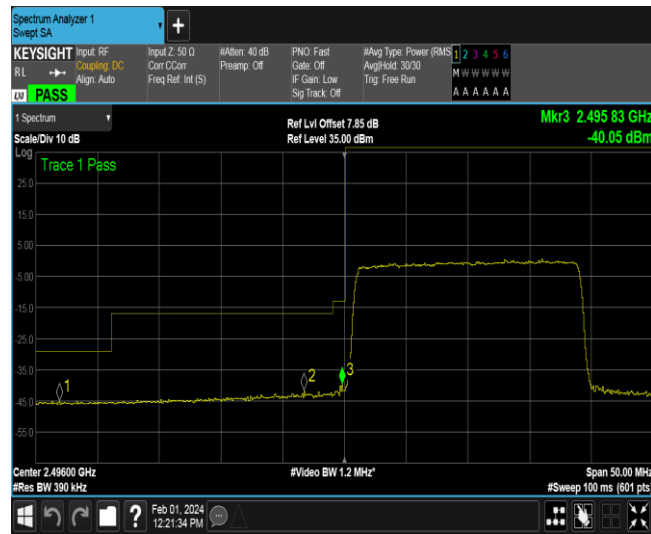 Spectrum Analyzer 1
Swept SA
+
KEYSIGHT
RL
LXI PASS
Input: RF
Coupling: DC
Align: Auto
Input Z: 50 Ω
Corr CCorr
Freq Ref: Int (S)
#Atten: 40 dB
Preamp: Off
PNO: Fast
Gate: Off
IF Gain: Low
Sig Track: Off
#Avg Type: Power (RMS
Avg|Hold: 30/30
Trig: Free Run
1 2 3 4 5 6
M W W W W W
A A A A A A
1 Spectrum
Scale/Div 10 dB
Ref Lvl Offset 7.85 dB
Ref Level 35.00 dBm
Mkr3 2.495 83 GHz
-40.05 dBm
Log
Trace 1 Pass
25.0
15.0
5.00
-5.00
-15.0
-25.0
-35.0
-45.0
-55.0
1
2
3
Center 2.49600 GHz
#Res BW 390 kHz
#Video BW 1.2 MHz*
Span 50.00 MHz
#Sweep 100 ms (601 pts
?
Feb 01, 2024
12:21:34 PM